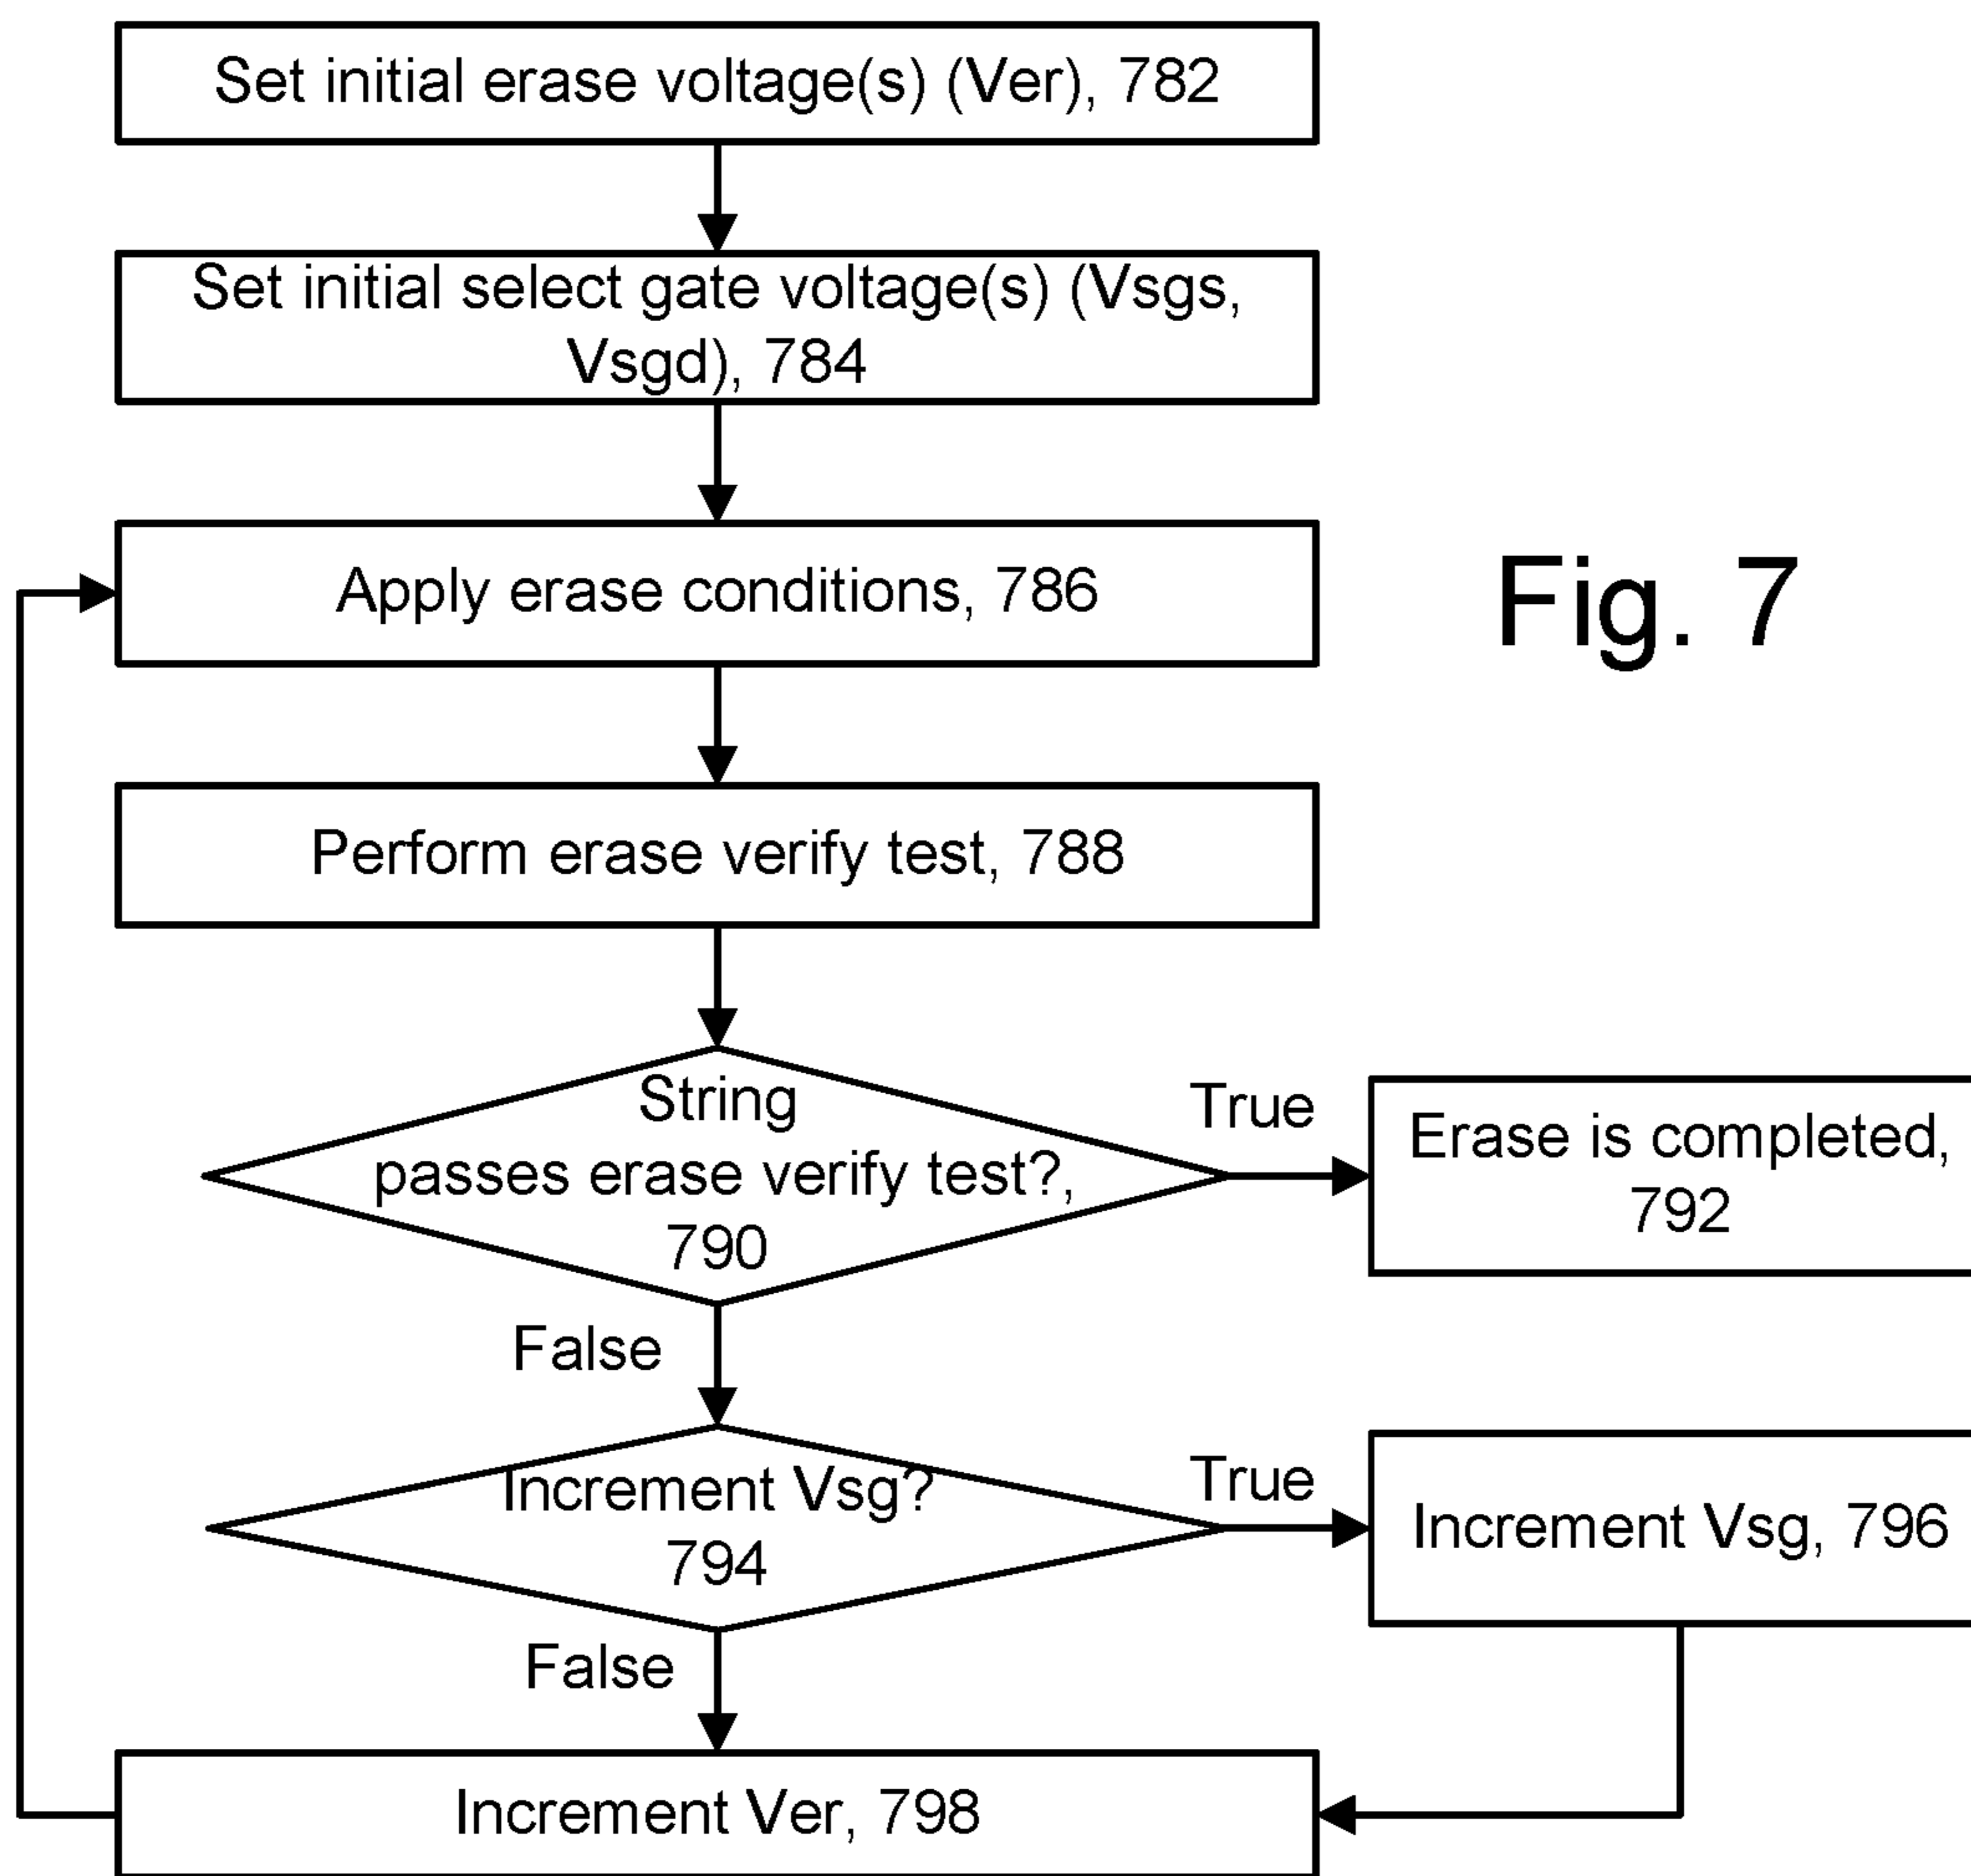 Set initial erase voltage(s) (Ver), 782
Set initial select gate voltage(s) (Vsgs,
Vsgd), 784
Apply erase conditions, 786
Fig. 7
Perform erase verify test, 788
String
passes erase verify test?,
790
True
Erase is completed,
792
False
Increment Vsg?
794
True
Increment Vsg, 796
False
Increment Ver, 798